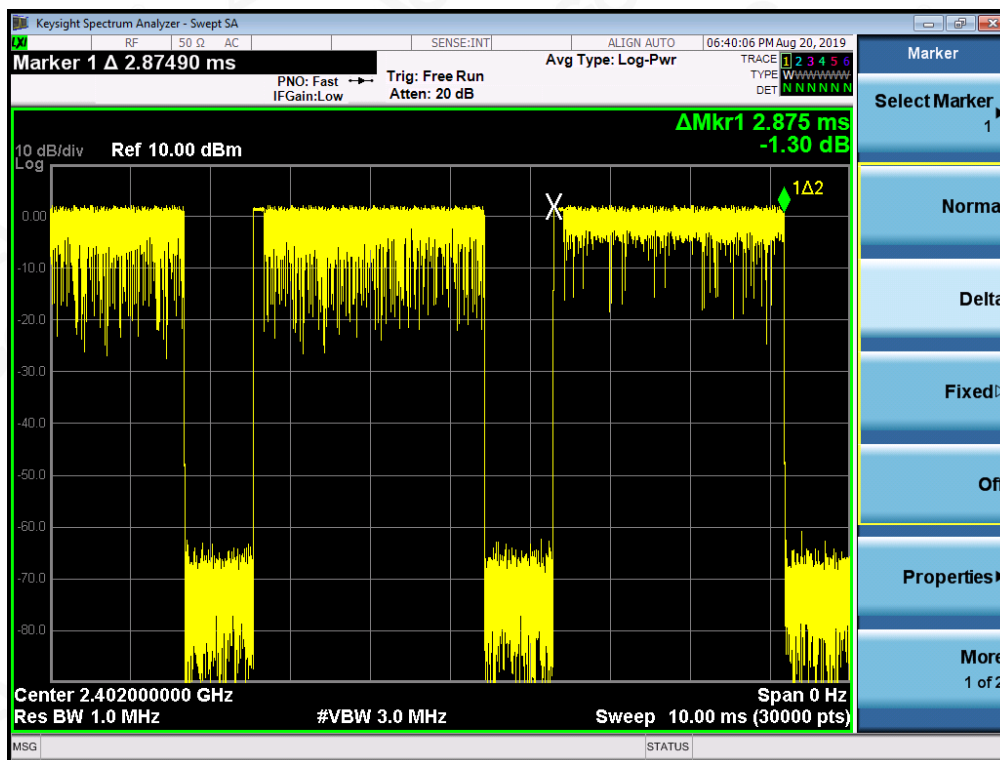 Keysight Spectrum Analyzer - Swept SA
LXI RF 50 Ω AC SENSE:INT ALIGN AUTO 06:40:06 PM Aug 20, 2019
Marker 1 Δ 2.87490 ms
PNO: Fast
IFGain:Low
Trig: Free Run
Atten: 20 dB
Avg Type: Log-Pwr
TRACE 1 2 3 4 5 6
TYPE W
DET N N N N N N
ΔMkr1 2.875 ms
-1.30 dB
10 dB/div
Log
Ref 10.00 dBm
1Δ2
0.00
-10.0
-20.0
-30.0
-40.0
-50.0
-60.0
-70.0
-80.0
Center 2.402000000 GHz
Span 0 Hz
Res BW 1.0 MHz
#VBW 3.0 MHz
Sweep 10.00 ms (30000 pts)
MSG
STATUS
Marker
Select Marker
1
Norma
Delta
Fixed
Off
Properties
More
1 of 2